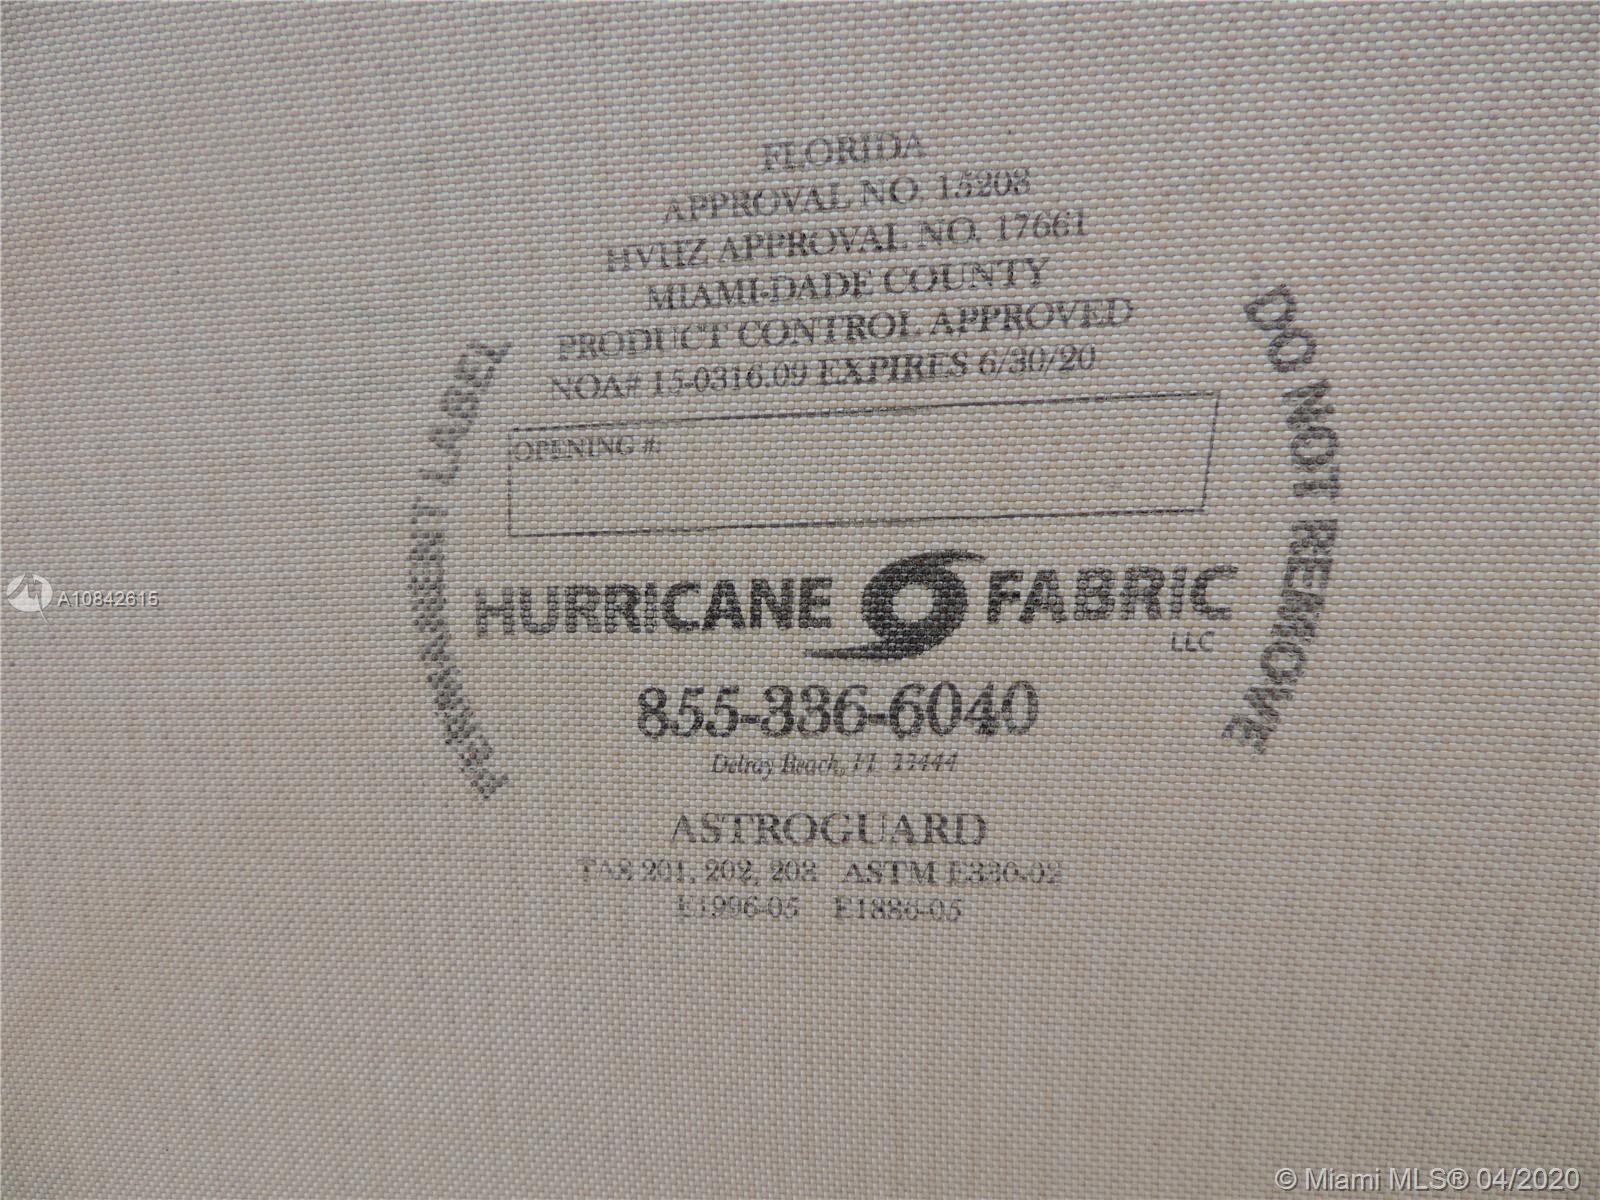 FLORIDA
APPROVAL NO. 15208
HVHZ APPROVAL NO. 17661
MIAMI-DADE COUNTY
PRODUCT CONTROL APPROVED
NOA# 15-0316.09 EXPIRES 6/30/20
OPENING #:
PERMANENT LABEL
DO NOT REMOVE
HURRICANE FABRIC
LLC
855-336-6040
Delray Beach, FL 33444
ASTROGUARD
TAS 201, 202, 203 ASTM E330-02
E1996-05 E1886-05
A10842615
© Miami MLS® 04/2020